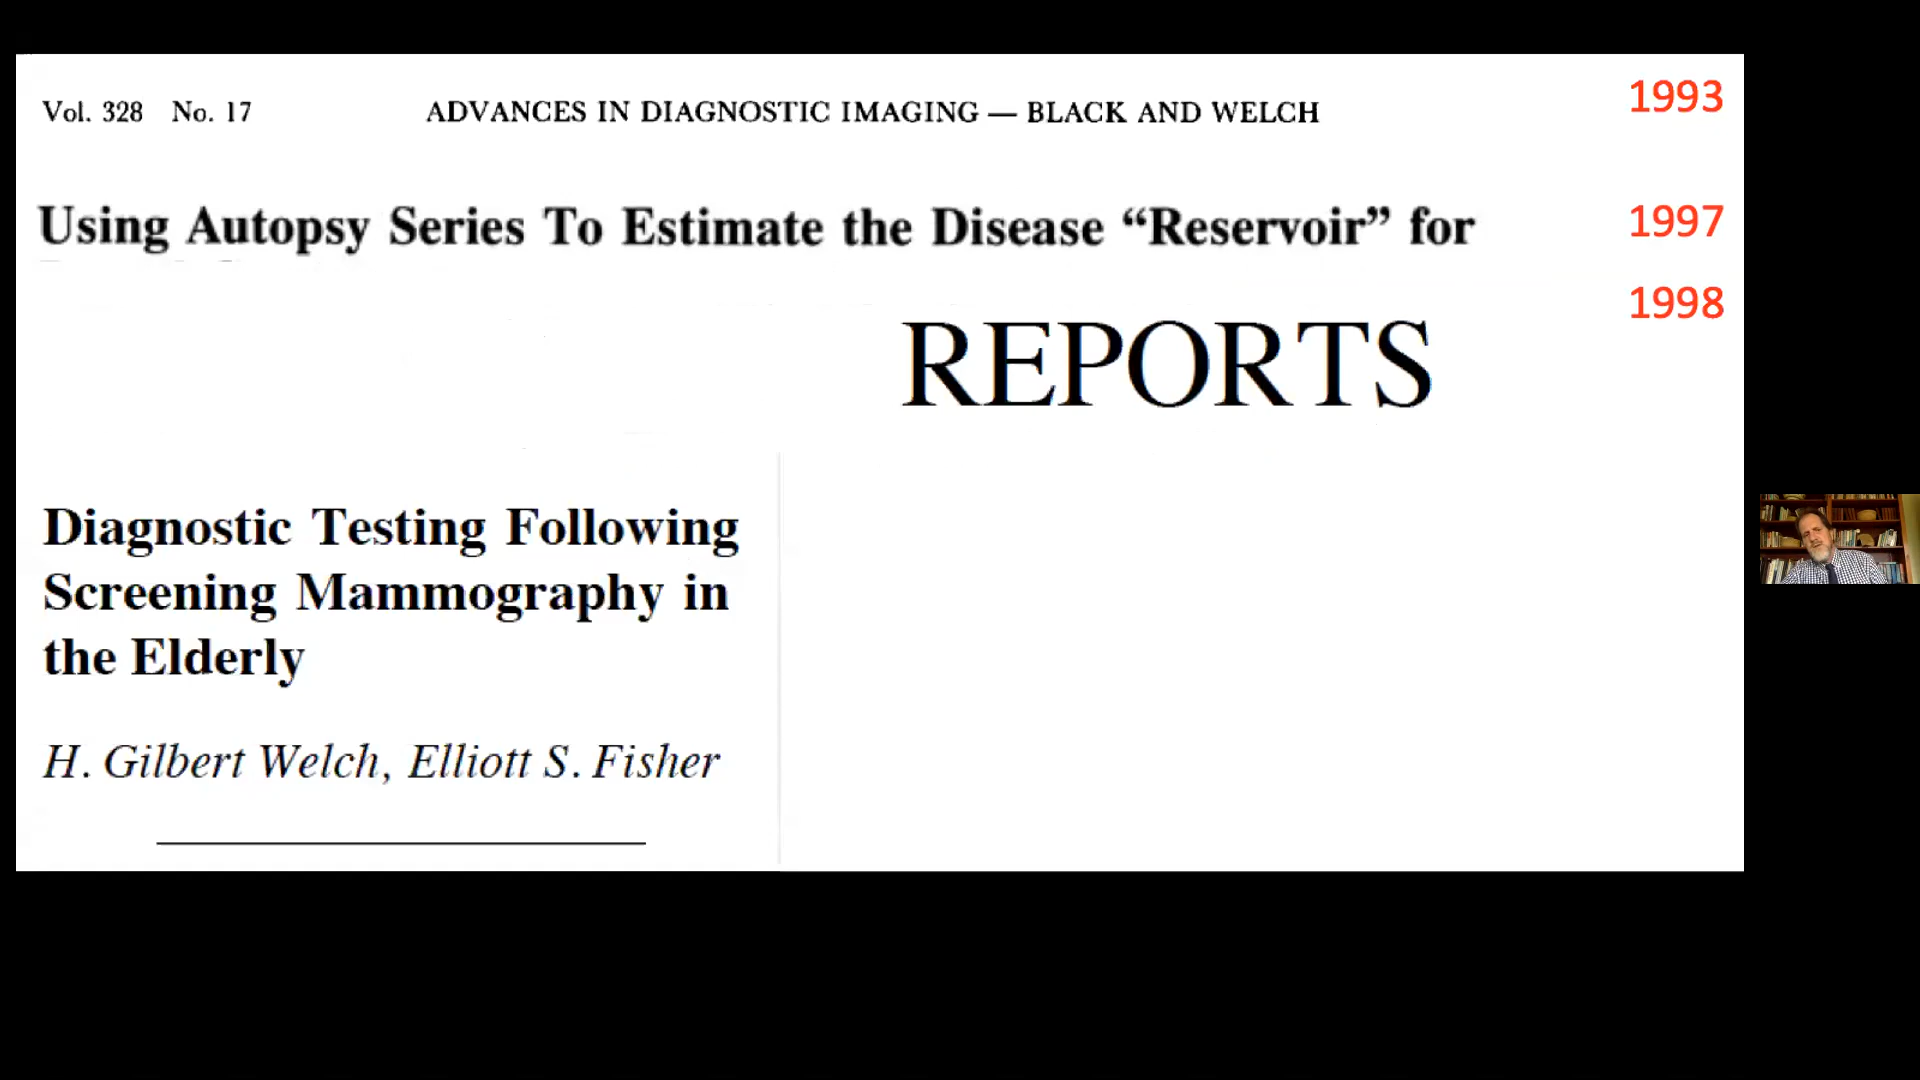 Vol. 328 No. 17 ADVANCES IN DIAGNOSTIC IMAGING — BLACK AND WELCH 1993
Using Autopsy Series To Estimate the Disease “Reservoir” for 1997
1998
REPORTS
Diagnostic Testing Following
Screening Mammography in
the Elderly
H. Gilbert Welch, Elliott S. Fisher